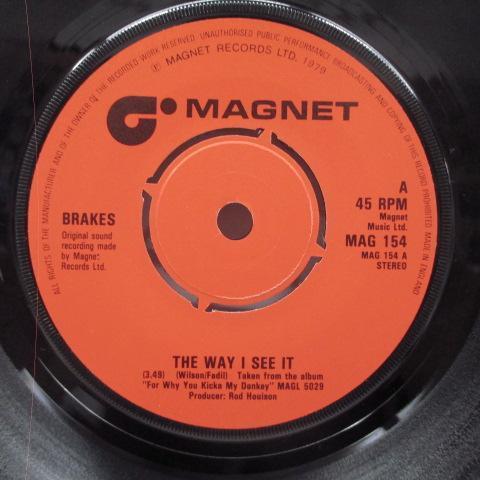 ALL RIGHTS OF THE MANUFACTURER AND OF THE OWNER OF THE RECORDED WORK RESERVED. UNAUTHORISED PUBLIC PERFORMANCE BROADCASTING AND COPYING OF THIS RECORD PROHIBITED MADE IN ENGLAND
℗ MAGNET RECORDS LTD. 1979
MAGNET
BRAKES
Original sound
recording made
by Magnet
Records Ltd.
A
45 RPM
Magnet
Music Ltd.
MAG 154
MAG 154 A
STEREO
THE WAY I SEE IT
(3.49) (Wilson/Fadil) Taken from the album
"For Why You Kicka My Donkey" MAGL 5029
Producer: Rod Houison